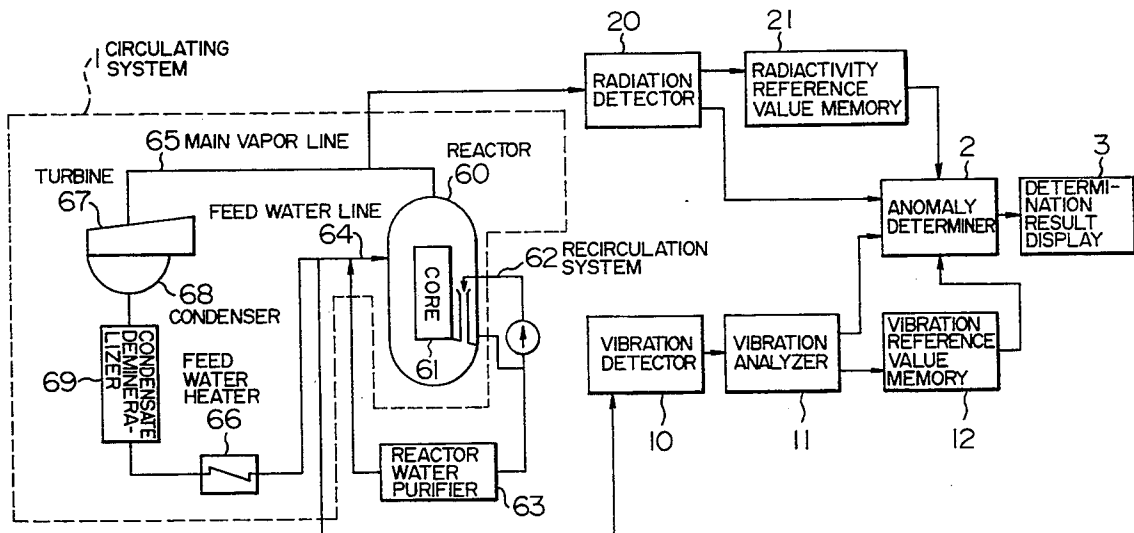 1 CIRCULATING
SYSTEM
20
RADIATION
DETECTOR
21
RADIACTIVITY
REFERENCE
VALUE MEMORY
65 MAIN VAPOR LINE
REACTOR
60
TURBINE
67
FEED WATER LINE
64
2
ANOMALY
DETERMINER
3
DETERMI-
NATION
RESULT
DISPLAY
62 RECIRCULATION
SYSTEM
CORE
61
68
CONDENSER
69
CONDENSATE
DEMINERA-
LIZER
FEED
WATER
HEATER
66
VIBRATION
DETECTOR
10
VIBRATION
ANALYZER
11
VIBRATION
REFERENCE
VALUE
MEMORY
12
REACTOR
WATER
PURIFIER
63